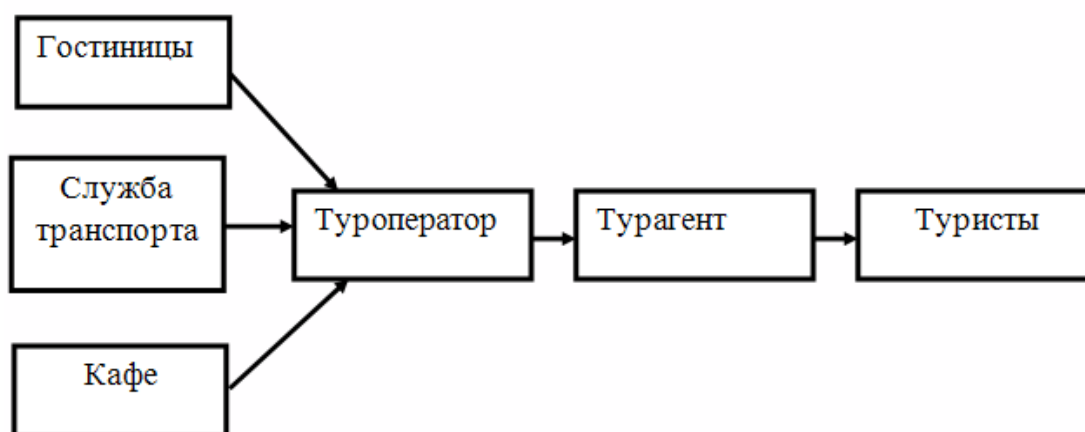 Гостиницы
Служба
транспорта
Туроператор
Турагент
Туристы
Кафе